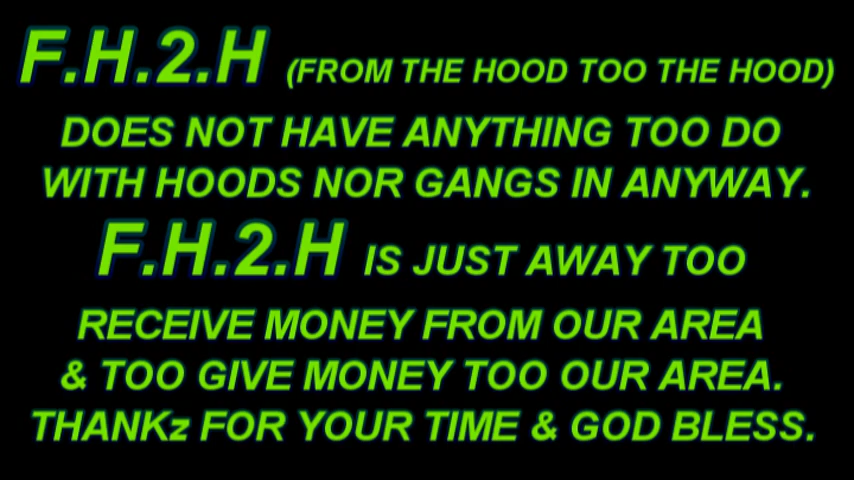 F.H.2.H (FROM THE HOOD TOO THE HOOD)
DOES NOT HAVE ANYTHING TOO DO
WITH HOODS NOR GANGS IN ANYWAY.
F.H.2.H IS JUST AWAY TOO
RECEIVE MONEY FROM OUR AREA
& TOO GIVE MONEY TOO OUR AREA.
THANKz FOR YOUR TIME & GOD BLESS.